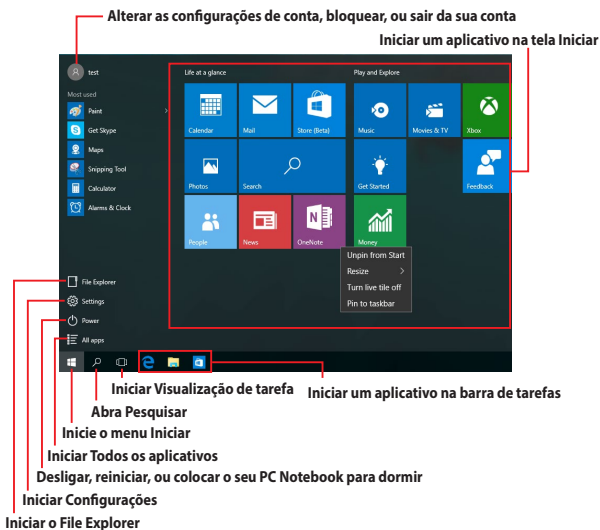 Alterar as configurações de conta, bloquear, ou sair da sua conta
Iniciar um aplicativo na tela Iniciar
test
Life at a glance
Play and Explore
Most used
Paint
Get Skype
Maps
Snipping Tool
Calculator
Alarms & Clock
Calendar
Mail
Store (Beta)
Music
Movies & TV
Xbox
Photos
Search
Get Started
Feedback
People
News
OneNote
Money
Unpin from Start
Resize
Turn live tile off
Pin to taskbar
File Explorer
Settings
Power
All apps
Iniciar Visualização de tarefa
Iniciar um aplicativo na barra de tarefas
Abra Pesquisar
Inicie o menu Iniciar
Iniciar Todos os aplicativos
Desligar, reiniciar, ou colocar o seu PC Notebook para dormir
Iniciar Configurações
Iniciar o File Explorer